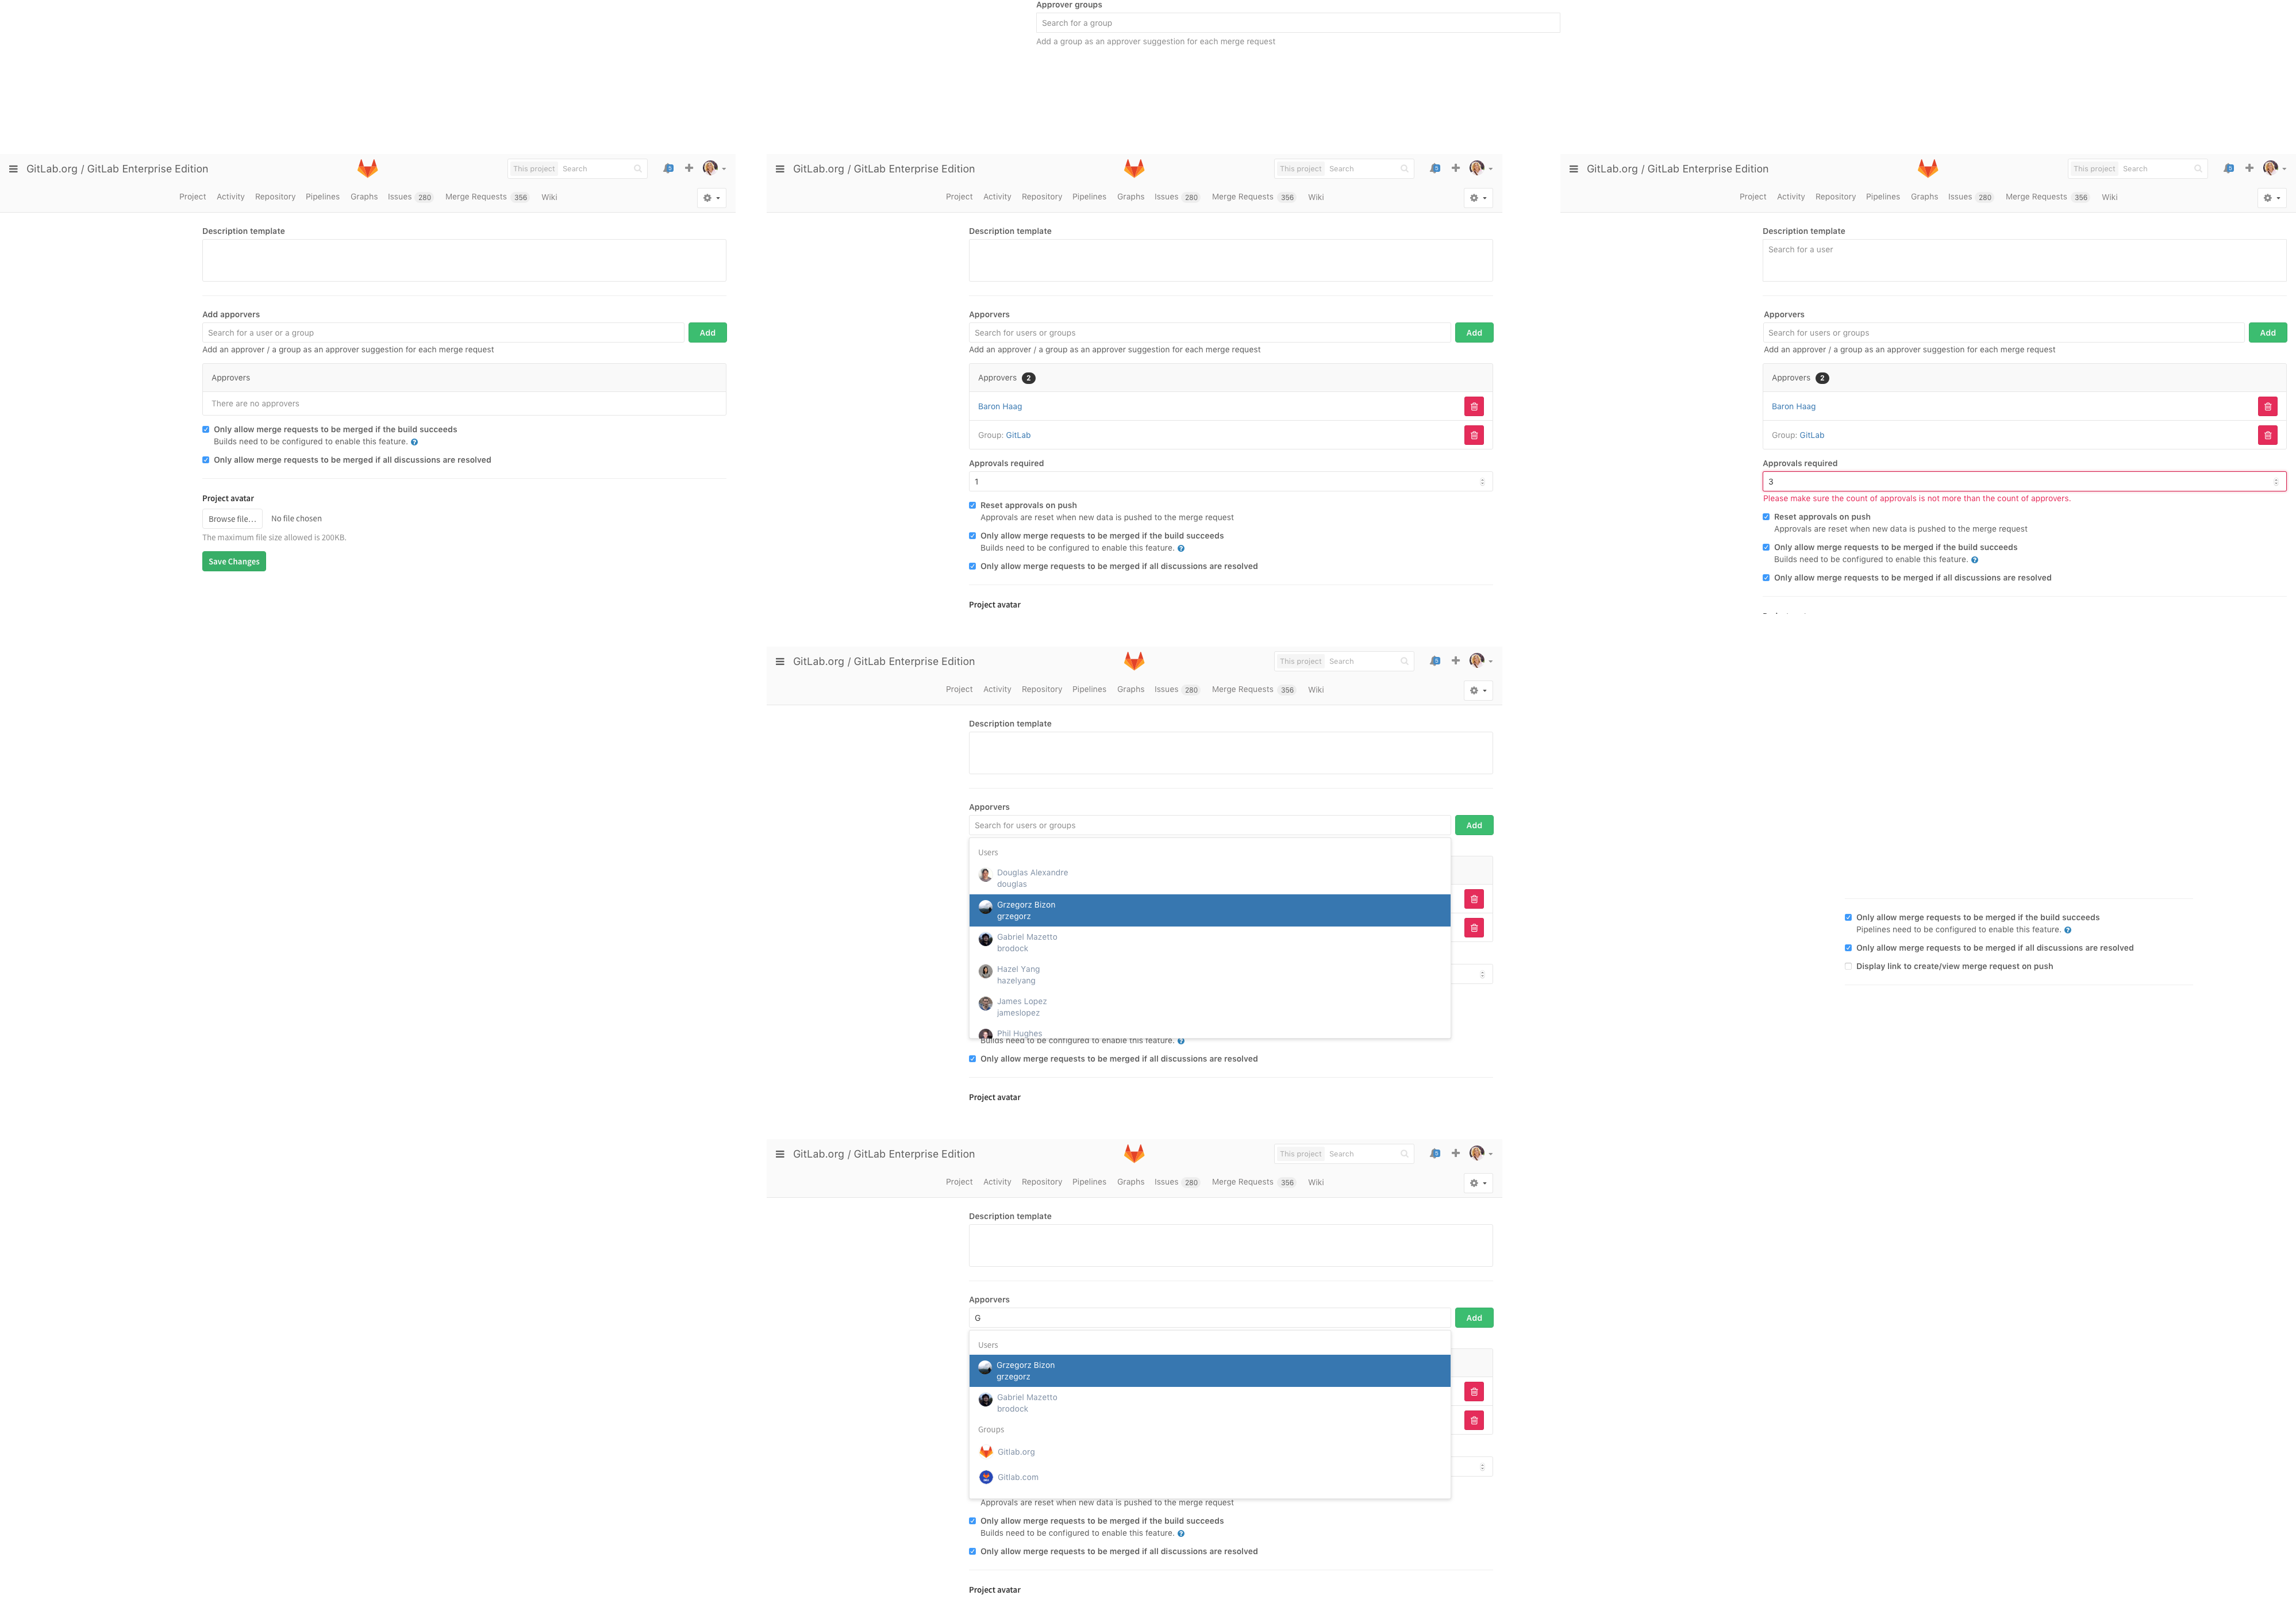 Approver groups
Search for a group
Add a group as an approver suggestion for each merge request
GitLab.org / GitLab Enterprise Edition
This project Search
Project Activity Repository Pipelines Graphs Issues 280 Merge Requests 356 Wiki
Description template
Add apporvers
Search for a user or a group
Add
Add an approver / a group as an approver suggestion for each merge request
Approvers
There are no approvers
Only allow merge requests to be merged if the build succeeds
Builds need to be configured to enable this feature.
Only allow merge requests to be merged if all discussions are resolved
Project avatar
Browse file... No file chosen
The maximum file size allowed is 200KB.
Save Changes
GitLab.org / GitLab Enterprise Edition
This project Search
Project Activity Repository Pipelines Graphs Issues 280 Merge Requests 356 Wiki
Description template
Apporvers
Search for users or groups
Add
Add an approver / a group as an approver suggestion for each merge request
Approvers 2
Baron Haag
Group: GitLab
Approvals required
1
Reset approvals on push
Approvals are reset when new data is pushed to the merge request
Only allow merge requests to be merged if the build succeeds
Builds need to be configured to enable this feature.
Only allow merge requests to be merged if all discussions are resolved
Project avatar
GitLab.org / GitLab Enterprise Edition
This project Search
Project Activity Repository Pipelines Graphs Issues 280 Merge Requests 356 Wiki
Description template
Search for a user
Apporvers
Search for users or groups
Add
Add an approver / a group as an approver suggestion for each merge request
Approvers 2
Baron Haag
Group: GitLab
Approvals required
3
Please make sure the count of approvals is not more than the count of approvers.
Reset approvals on push
Approvals are reset when new data is pushed to the merge request
Only allow merge requests to be merged if the build succeeds
Builds need to be configured to enable this feature.
Only allow merge requests to be merged if all discussions are resolved
GitLab.org / GitLab Enterprise Edition
This project Search
Project Activity Repository Pipelines Graphs Issues 280 Merge Requests 356 Wiki
Description template
Apporvers
Search for users or groups
Add
Users
Douglas Alexandre
douglas
Grzegorz Bizon
grzegorz
Gabriel Mazetto
brodock
Hazel Yang
hazelyang
James Lopez
jameslopez
Phil Hughes
Builds need to be configured to enable this feature.
Only allow merge requests to be merged if all discussions are resolved
Project avatar
Only allow merge requests to be merged if the build succeeds
Pipelines need to be configured to enable this feature.
Only allow merge requests to be merged if all discussions are resolved
Display link to create/view merge request on push
GitLab.org / GitLab Enterprise Edition
This project Search
Project Activity Repository Pipelines Graphs Issues 280 Merge Requests 356 Wiki
Description template
Apporvers
G
Add
Users
Grzegorz Bizon
grzegorz
Gabriel Mazetto
brodock
Groups
Gitlab.org
Gitlab.com
Approvals are reset when new data is pushed to the merge request
Only allow merge requests to be merged if the build succeeds
Builds need to be configured to enable this feature.
Only allow merge requests to be merged if all discussions are resolved
Project avatar